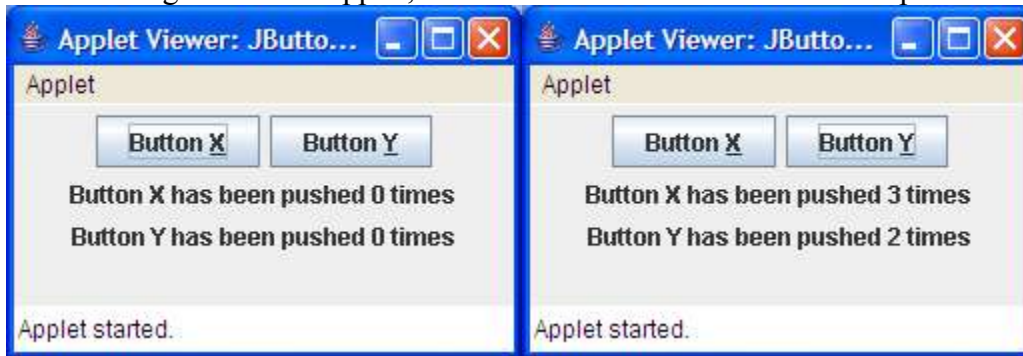 Applet Viewer: JButto...
Applet
Button X Button Y
Button X has been pushed 0 times
Button Y has been pushed 0 times
Applet started.
Applet Viewer: JButto...
Applet
Button X Button Y
Button X has been pushed 3 times
Button Y has been pushed 2 times
Applet started.